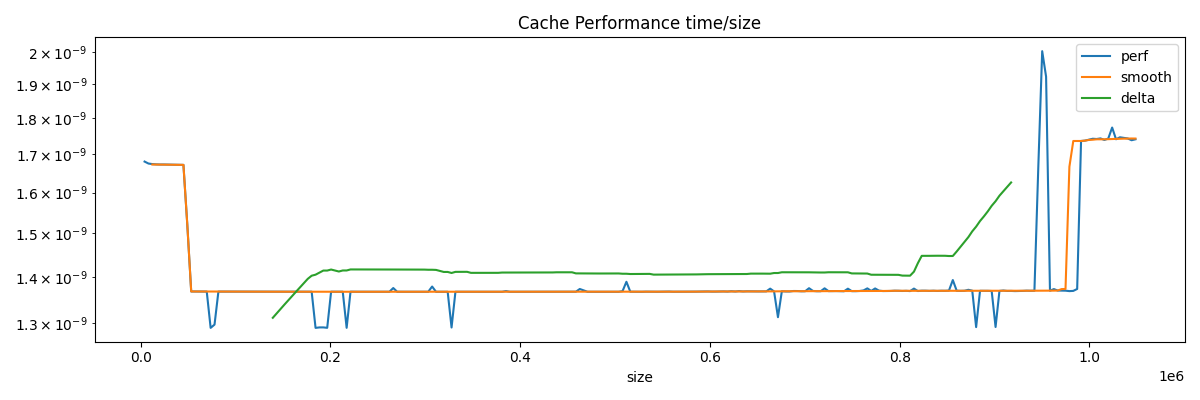 Cache Performance time/size
2 × 10⁻⁹
1.9 × 10⁻⁹
1.8 × 10⁻⁹
1.7 × 10⁻⁹
1.6 × 10⁻⁹
1.5 × 10⁻⁹
1.4 × 10⁻⁹
1.3 × 10⁻⁹
perf
smooth
delta
0.0 0.2 0.4 0.6 0.8 1.0
size 1e6